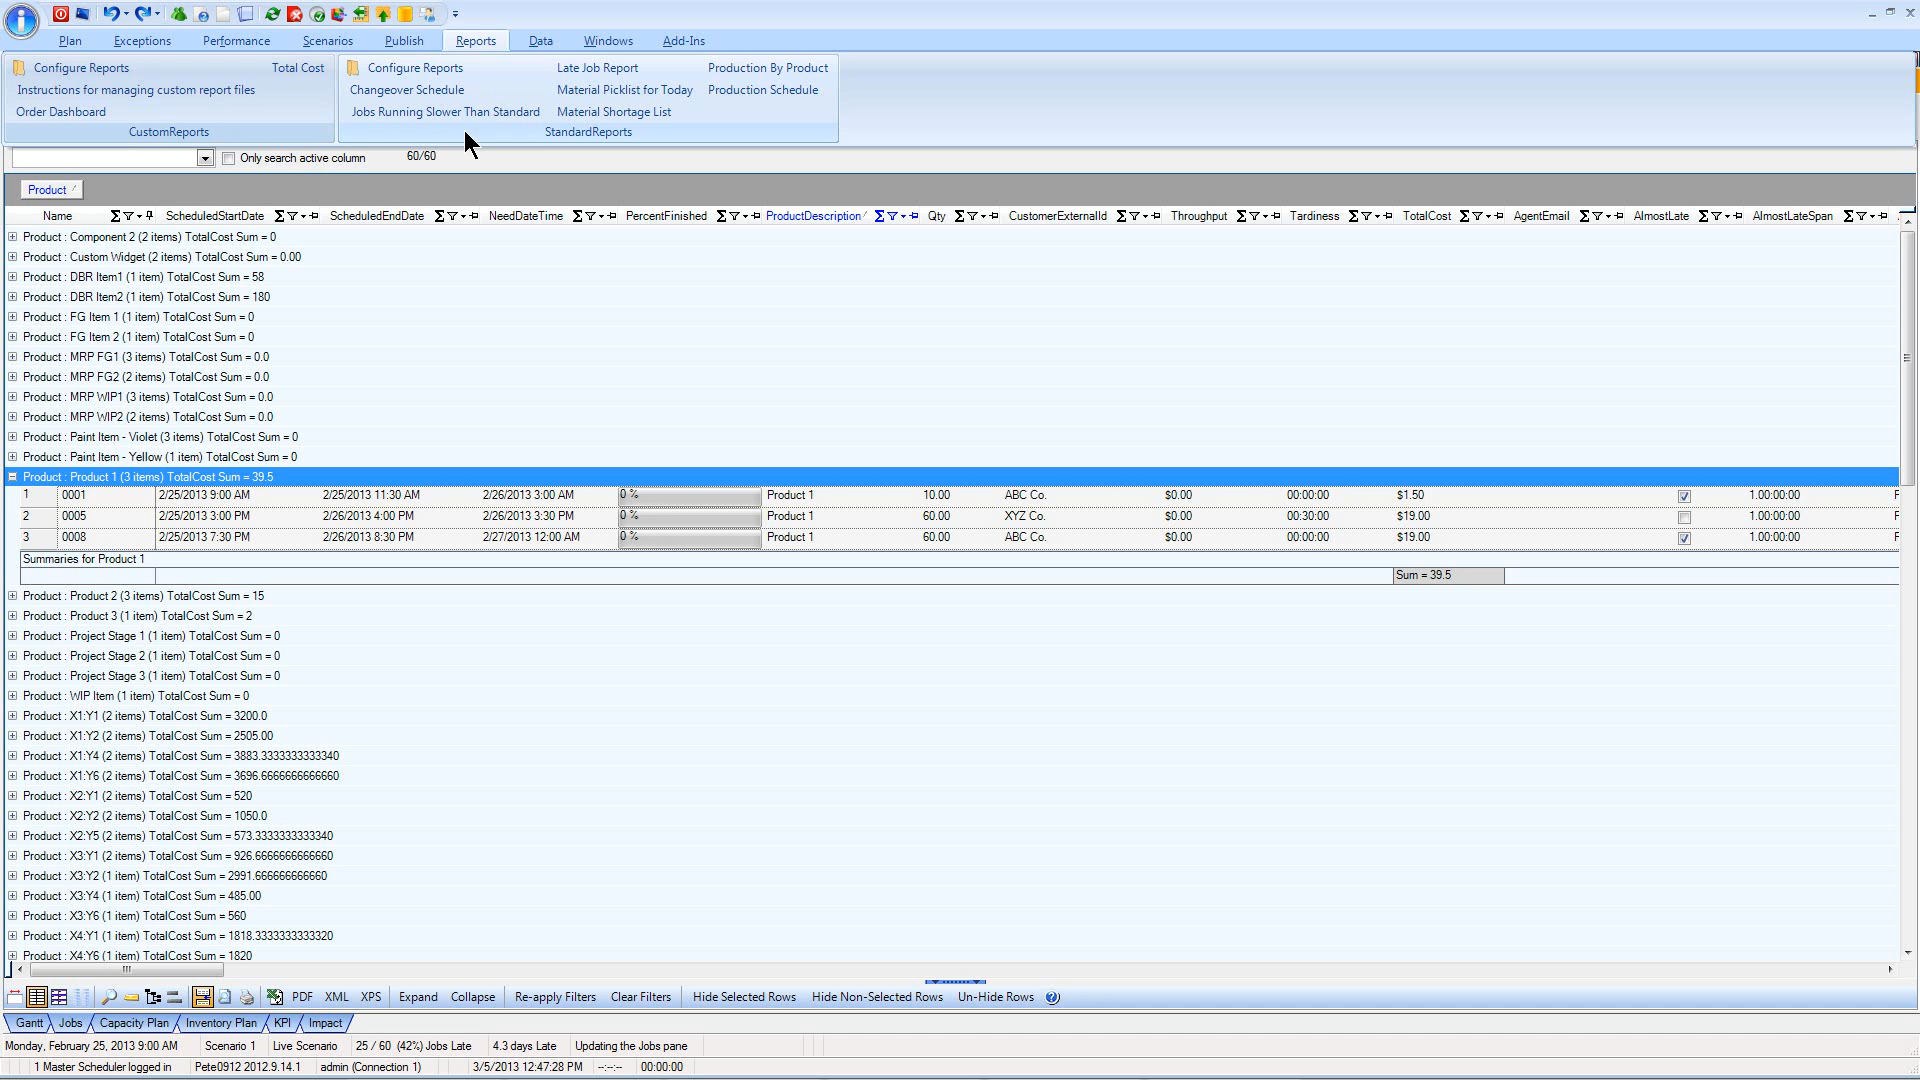 Plan Exceptions Performance Scenarios Publish Reports Data Windows Add-Ins
Configure Reports Total Cost Configure Reports Late Job Report Production By Product
Instructions for managing custom report files Changeover Schedule Material Picklist for Today Production Schedule
Order Dashboard Jobs Running Slower Than Standard Material Shortage List
CustomReports StandardReports
Only search active column 60/60
Product
Name ScheduledStartDate ScheduledEndDate NeedDateTime PercentFinished ProductDescription Qty CustomerExternalId Throughput Tardiness TotalCost AgentEmail AlmostLate AlmostLateSpan
Product : Component 2 (2 items) TotalCost Sum = 0
Product : Custom Widget (2 items) TotalCost Sum = 0.00
Product : DBR Item1 (1 item) TotalCost Sum = 58
Product : DBR Item2 (1 item) TotalCost Sum = 180
Product : FG Item 1 (1 item) TotalCost Sum = 0
Product : FG Item 2 (1 item) TotalCost Sum = 0
Product : MRP FG1 (3 items) TotalCost Sum = 0.0
Product : MRP FG2 (2 items) TotalCost Sum = 0.0
Product : MRP WIP1 (3 items) TotalCost Sum = 0.0
Product : MRP WIP2 (2 items) TotalCost Sum = 0.0
Product : Paint Item - Violet (3 items) TotalCost Sum = 0
Product : Paint Item - Yellow (1 item) TotalCost Sum = 0
Product : Product 1 (3 items) TotalCost Sum = 39.5
1 0001 2/25/2013 9:00 AM 2/25/2013 11:30 AM 2/26/2013 3:00 AM 0 % Product 1 10.00 ABC Co. $0.00 00:00:00 $1.50 1.00:00:00 F
2 0005 2/25/2013 3:00 PM 2/26/2013 4:00 PM 2/26/2013 3:30 PM 0 % Product 1 60.00 XYZ Co. $0.00 00:30:00 $19.00 1.00:00:00 F
3 0008 2/25/2013 7:30 PM 2/26/2013 8:30 PM 2/27/2013 12:00 AM 0 % Product 1 60.00 ABC Co. $0.00 00:00:00 $19.00 1.00:00:00 F
Summaries for Product 1
Sum = 39.5
Product : Product 2 (3 items) TotalCost Sum = 15
Product : Product 3 (1 item) TotalCost Sum = 2
Product : Project Stage 1 (1 item) TotalCost Sum = 0
Product : Project Stage 2 (1 item) TotalCost Sum = 0
Product : Project Stage 3 (1 item) TotalCost Sum = 0
Product : WIP Item (1 item) TotalCost Sum = 0
Product : X1:Y1 (2 items) TotalCost Sum = 3200.0
Product : X1:Y2 (2 items) TotalCost Sum = 2505.00
Product : X1:Y4 (2 items) TotalCost Sum = 3883.3333333333340
Product : X1:Y6 (2 items) TotalCost Sum = 3696.6666666666660
Product : X2:Y1 (2 items) TotalCost Sum = 520
Product : X2:Y2 (2 items) TotalCost Sum = 1050.0
Product : X2:Y5 (2 items) TotalCost Sum = 573.3333333333340
Product : X3:Y1 (2 items) TotalCost Sum = 926.6666666666660
Product : X3:Y2 (1 item) TotalCost Sum = 2991.666666666660
Product : X3:Y4 (1 item) TotalCost Sum = 485.00
Product : X3:Y6 (1 item) TotalCost Sum = 560
Product : X4:Y1 (1 item) TotalCost Sum = 1818.3333333333320
Product : X4:Y6 (1 item) TotalCost Sum = 1820
PDF XML XPS Expand Collapse Re-apply Filters Clear Filters Hide Selected Rows Hide Non-Selected Rows Un-Hide Rows
Gantt Jobs Capacity Plan Inventory Plan KPI Impact
Monday, February 25, 2013 9:00 AM Scenario 1 Live Scenario 25 / 60 (42%) Jobs Late 4.3 days Late Updating the Jobs pane
1 Master Scheduler logged in Pete0912 2012.9.14.1 admin (Connection 1) 3/5/2013 12:47:28 PM --:--:-- 00:00:00